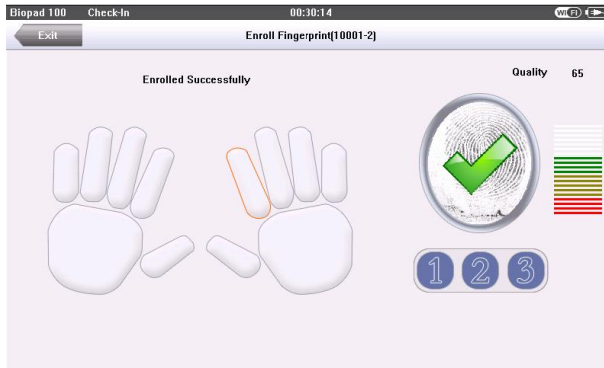 Biopad 100 Check-In 00:30:14 WiFi
Exit Enroll Fingerprint(10001-2)
Enrolled Successfully
Quality 65
1 2 3